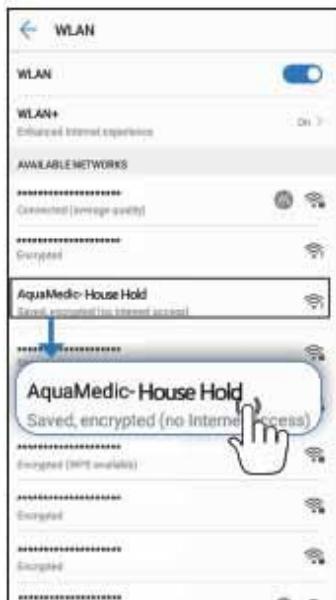 WLAN
WLAN
WLAN+
On >
Enhanced Internet experience
AVAILABLE NETWORKS
********************
Connected (average quality)
********************
Encrypted
AquaMedic- House Hold
Saved, encrypted (no Internet access)
********************
AquaMedic- House Hold
Saved, encrypted (no Internet access)
********************
Encrypted (WPS available)
********************
Encrypted
********************
Encrypted
********************